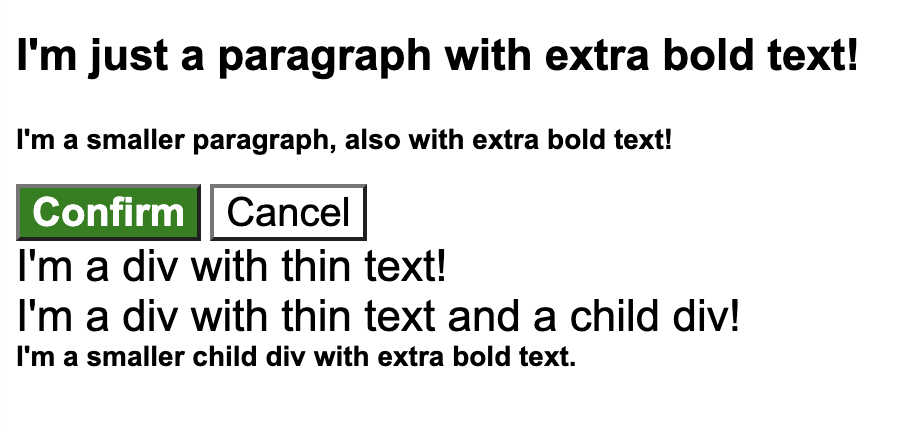 I'm just a paragraph with extra bold text!
I'm a smaller paragraph, also with extra bold text!
Confirm Cancel
I'm a div with thin text!
I'm a div with thin text and a child div!
I'm a smaller child div with extra bold text.